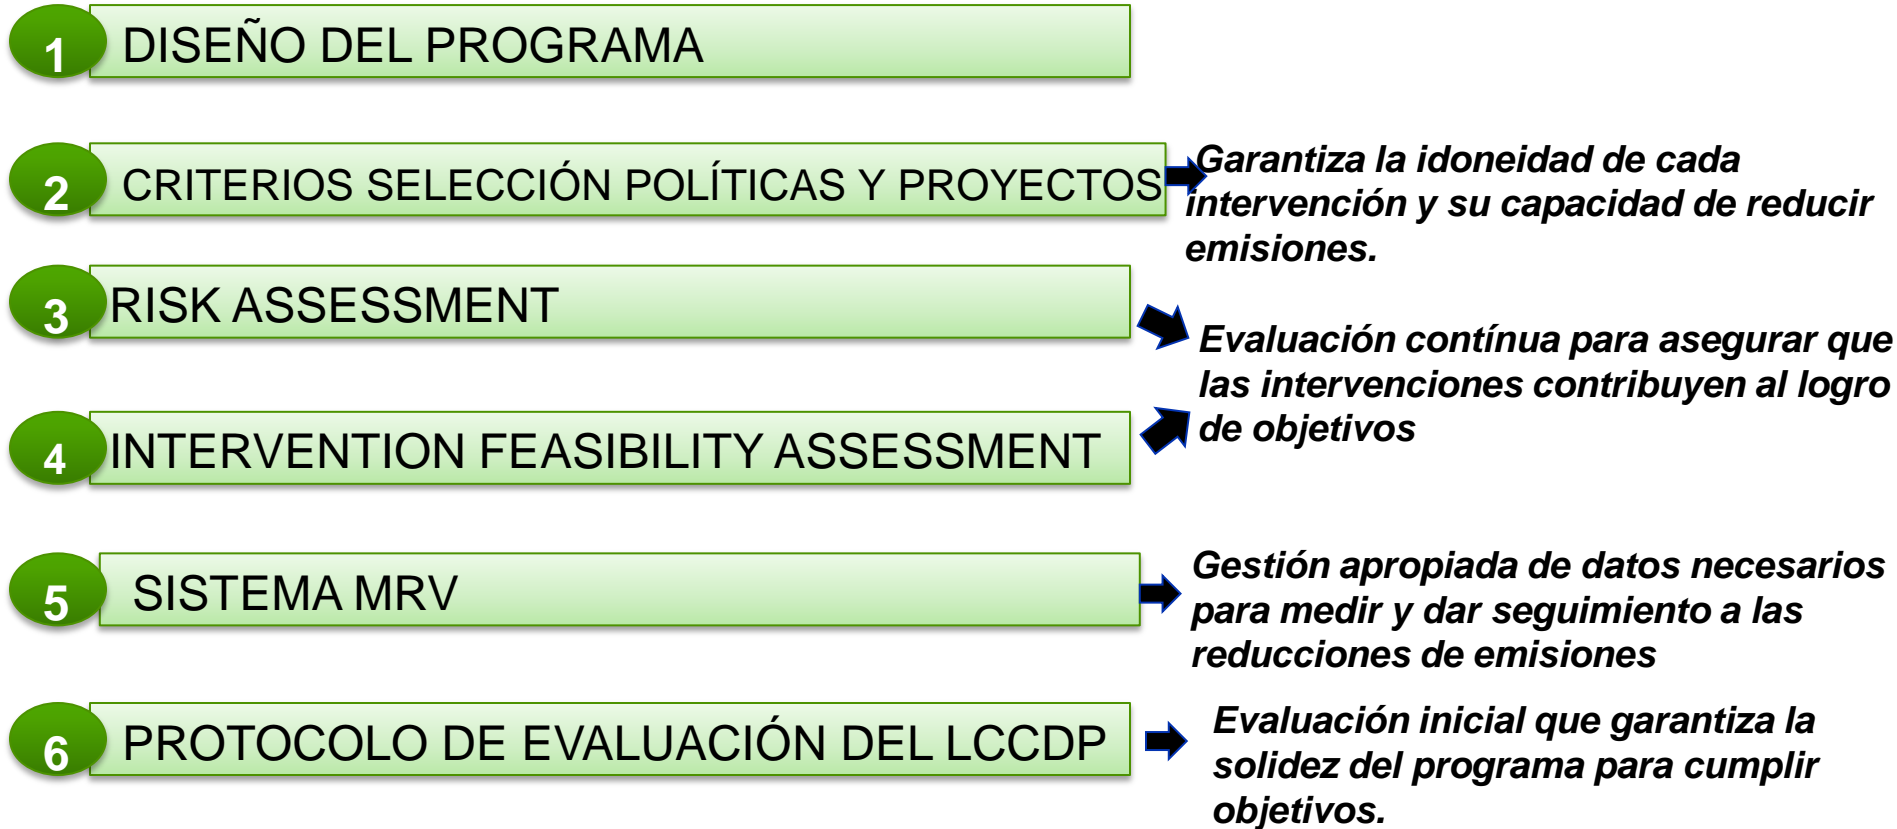 1 DISEÑO DEL PROGRAMA
2 CRITERIOS SELECCIÓN POLÍTICAS Y PROYECTOS
Garantiza la idoneidad de cada
intervención y su capacidad de reducir
emisiones.
3 RISK ASSESSMENT
4 INTERVENTION FEASIBILITY ASSESSMENT
Evaluación contínua para asegurar que
las intervenciones contribuyen al logro
de objetivos
5 SISTEMA MRV
Gestión apropiada de datos necesarios
para medir y dar seguimiento a las
reducciones de emisiones
6 PROTOCOLO DE EVALUACIÓN DEL LCCDP
Evaluación inicial que garantiza la
solidez del programa para cumplir
objetivos.